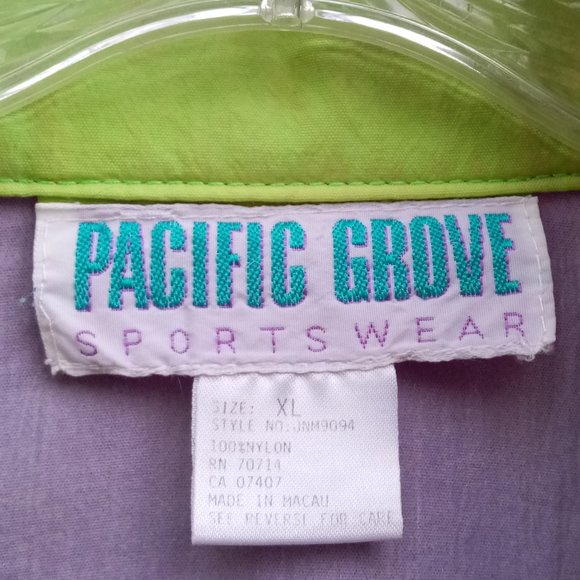 PACIFIC GROVE
SPORTSWEAR
SIZE: XL
STYLE NO.:JNM9094
100%NYLON
RN 70714
CA 07407
MADE IN MACAU
SEE REVERSE FOR CARE